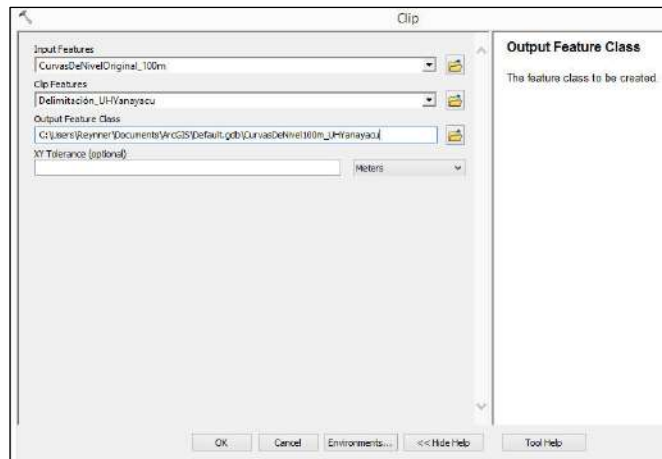 Clip
Input Features
CurvasDeNivelOriginal_100m
Clip Features
Delimitación_UHYanayacu
Output Feature Class
C:\Users\Reynner\Documents\ArcGIS\Default.gdb\CurvasDeNivel100m_UHYanayacu
XY Tolerance (optional)
Meters
OK
Cancel
Environments...
<< Hide Help
Output Feature Class
The feature class to be created.
Tool Help